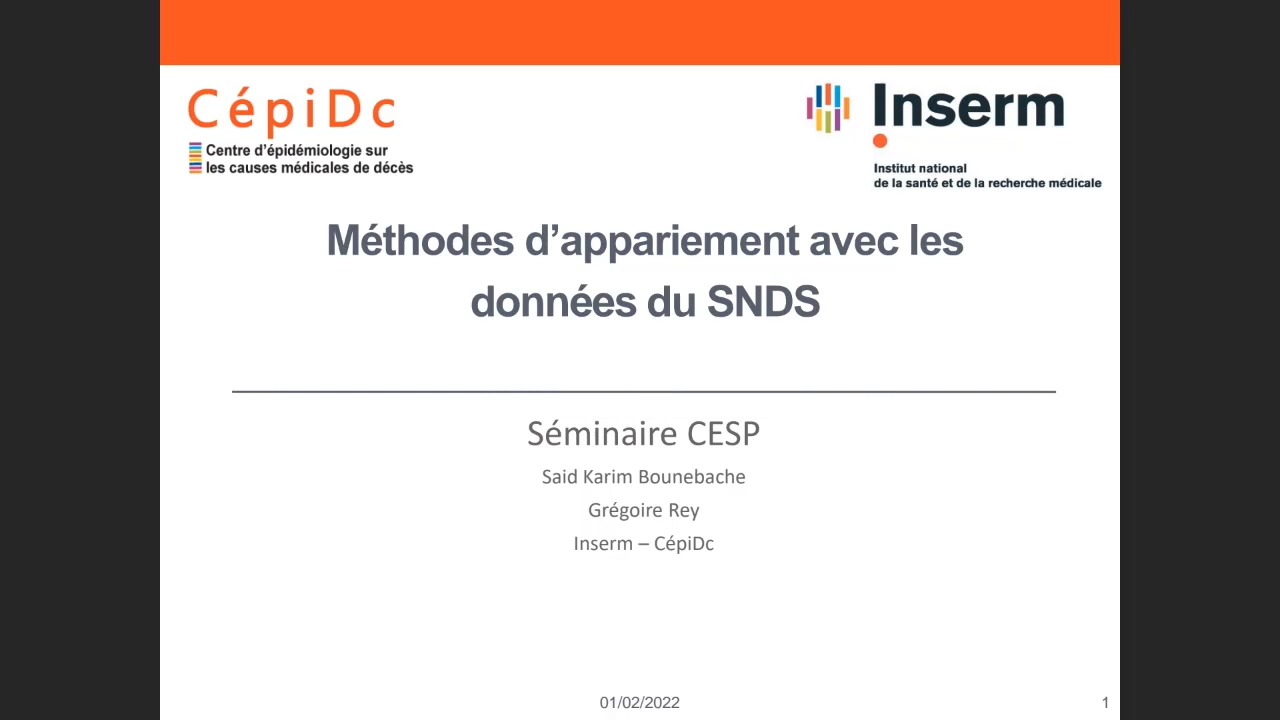 CépiDc
Centre d’épidémiologie sur
les causes médicales de décès
Inserm
Institut national
de la santé et de la recherche médicale
Méthodes d’appariement avec les
données du SNDS
Séminaire CESP
Said Karim Bounebache
Grégoire Rey
Inserm – CépiDc
01/02/2022
1